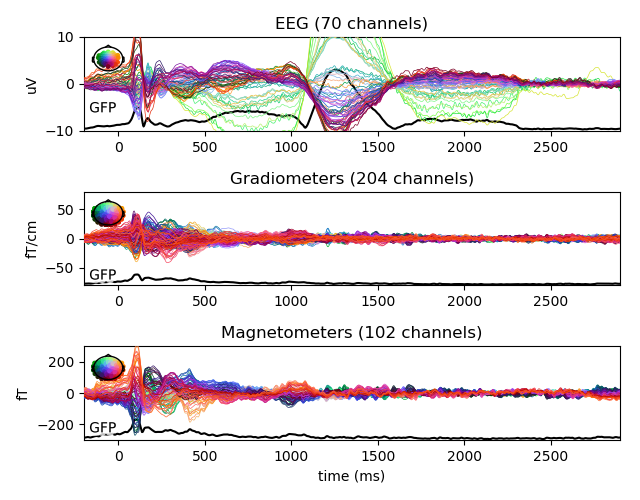 EEG (70 channels)
10
0
−10
uV
GFP
0 500 1000 1500 2000 2500
Gradiometers (204 channels)
50
0
−50
fT/cm
GFP
0 500 1000 1500 2000 2500
Magnetometers (102 channels)
200
0
−200
fT
GFP
0 500 1000 1500 2000 2500
time (ms)